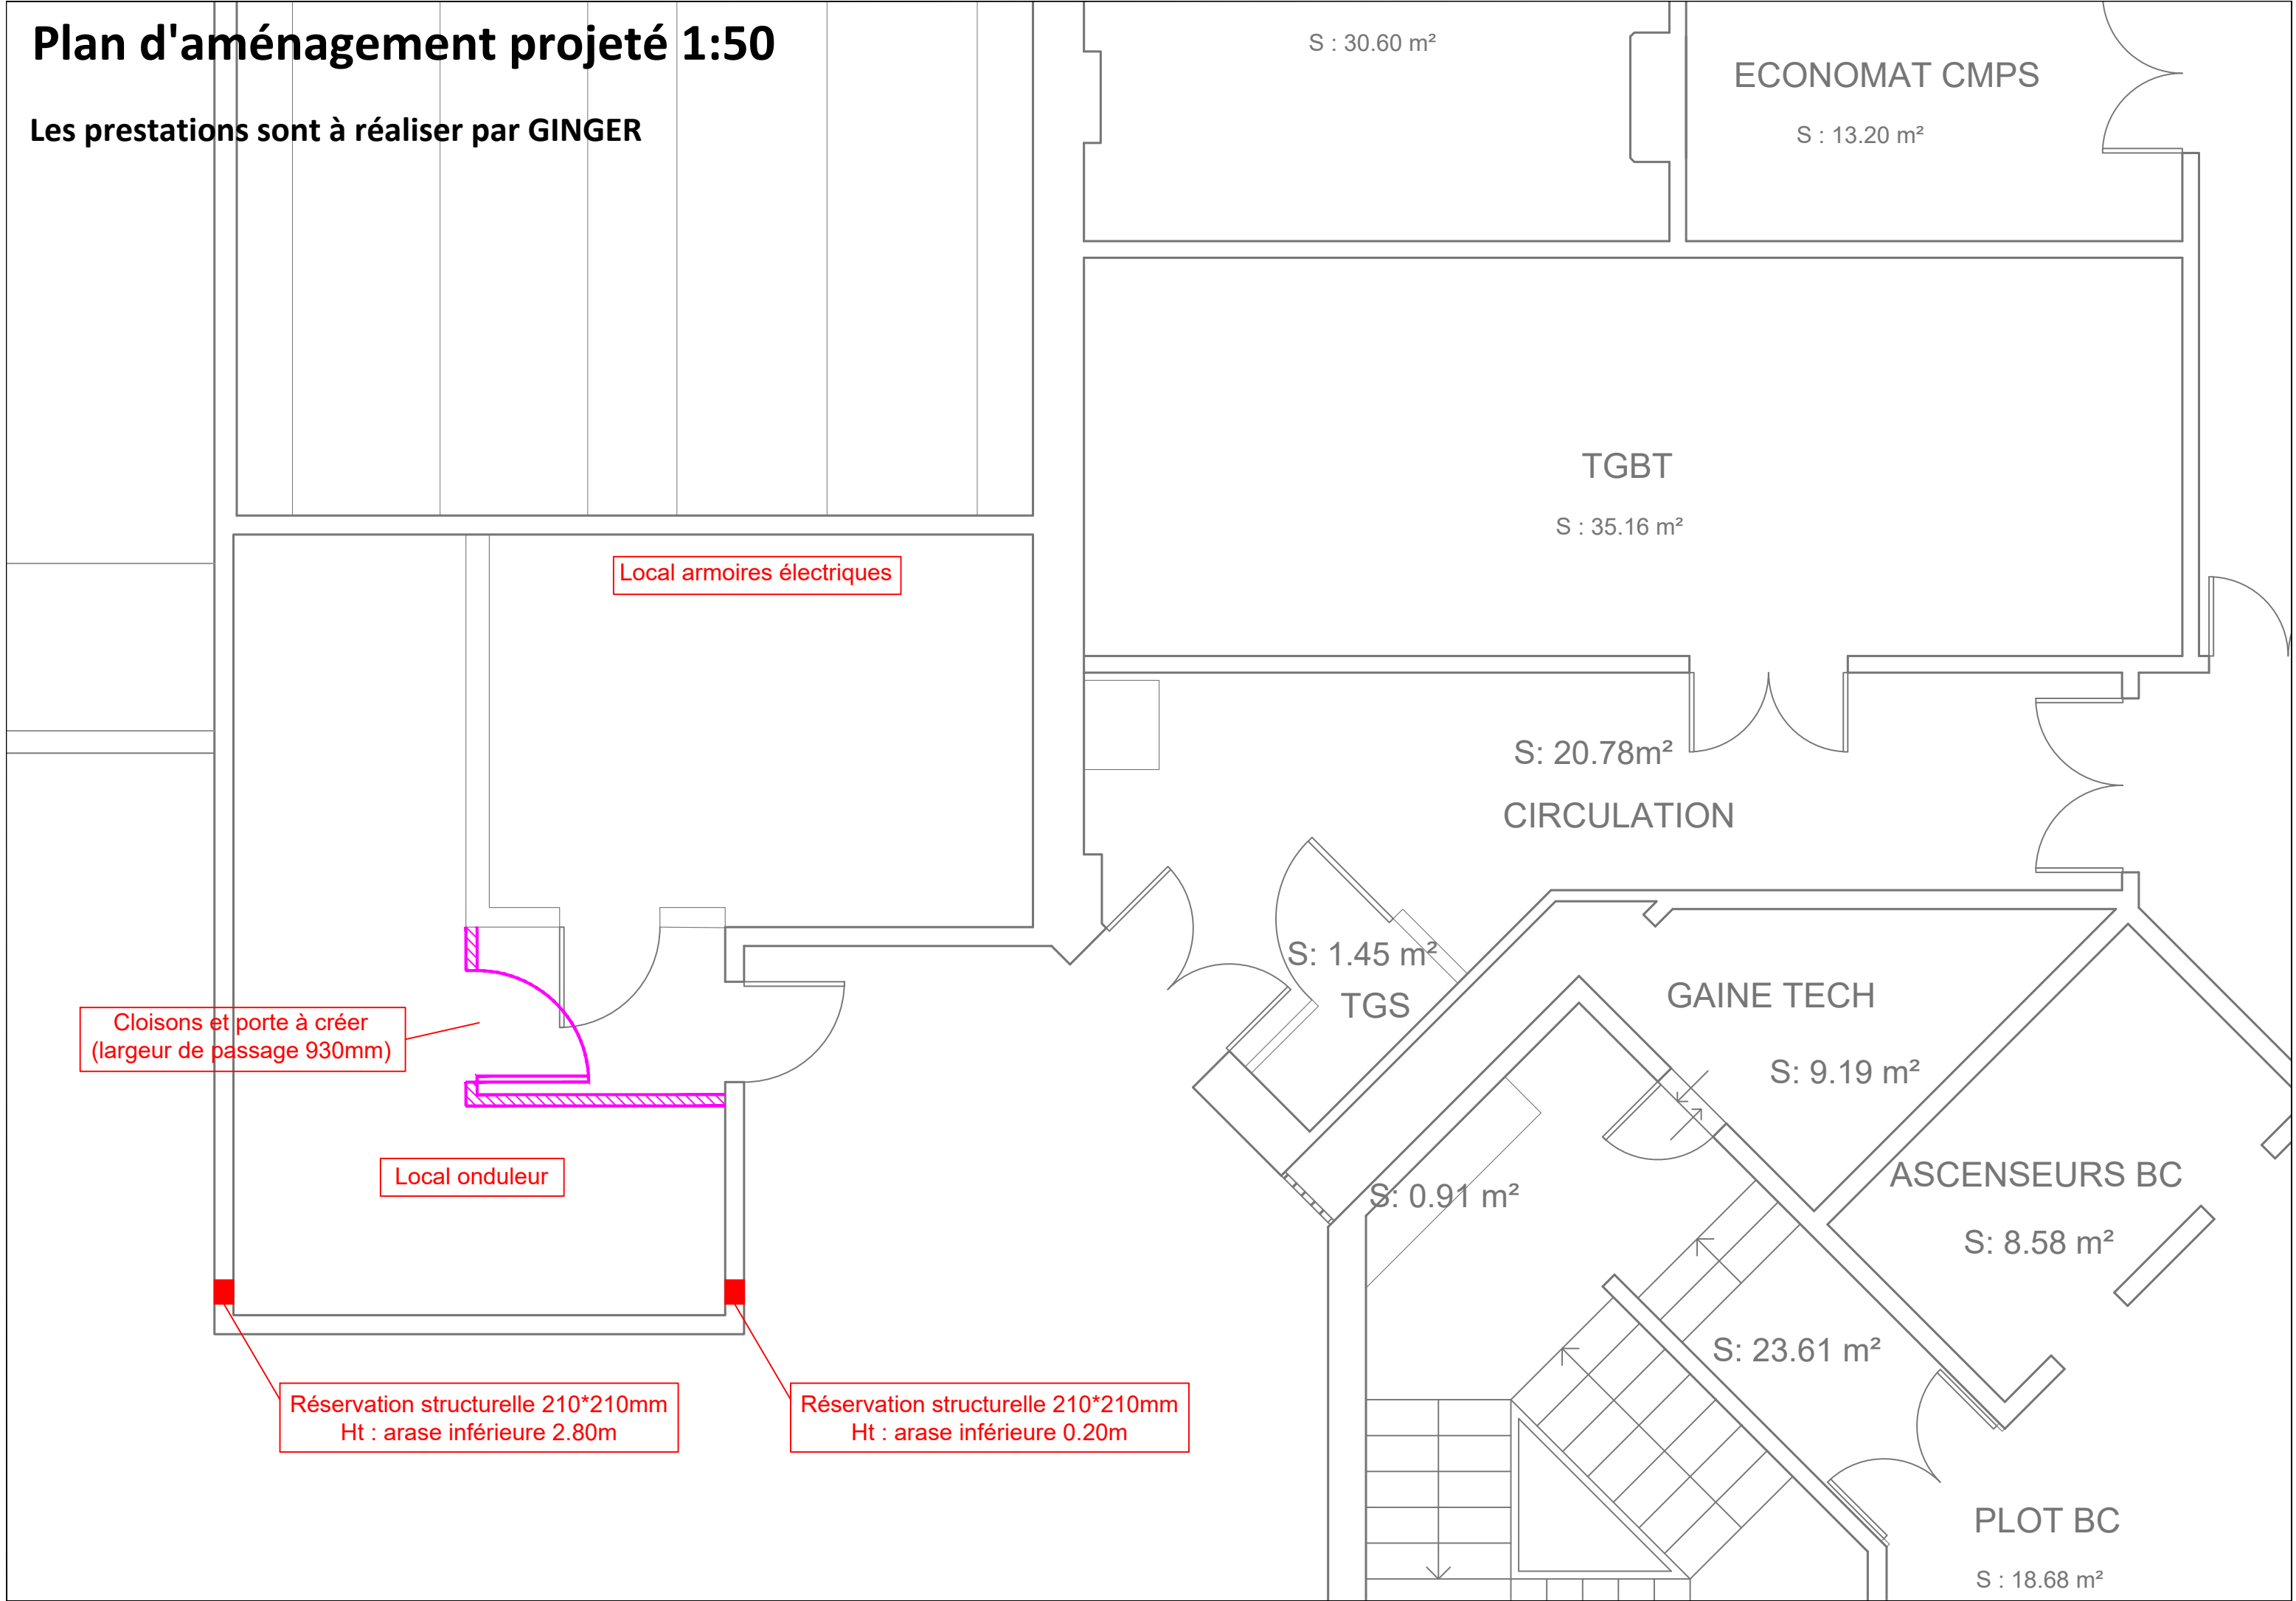 Plan d'aménagement projeté 1:50
Les prestations sont à réaliser par GINGER
S : 30.60 m²
ECONOMAT CMPS
S : 13.20 m²
TGBT
S : 35.16 m²
Local armoires électriques
S: 20.78m²
CIRCULATION
S: 1.45 m²
TGS
GAINE TECH
S: 9.19 m²
Cloisons et porte à créer
(largeur de passage 930mm)
Local onduleur
S: 0.91 m²
ASCENSEURS BC
S: 8.58 m²
S: 23.61 m²
Réservation structurelle 210*210mm
Ht : arase inférieure 2.80m
Réservation structurelle 210*210mm
Ht : arase inférieure 0.20m
PLOT BC
S : 18.68 m²